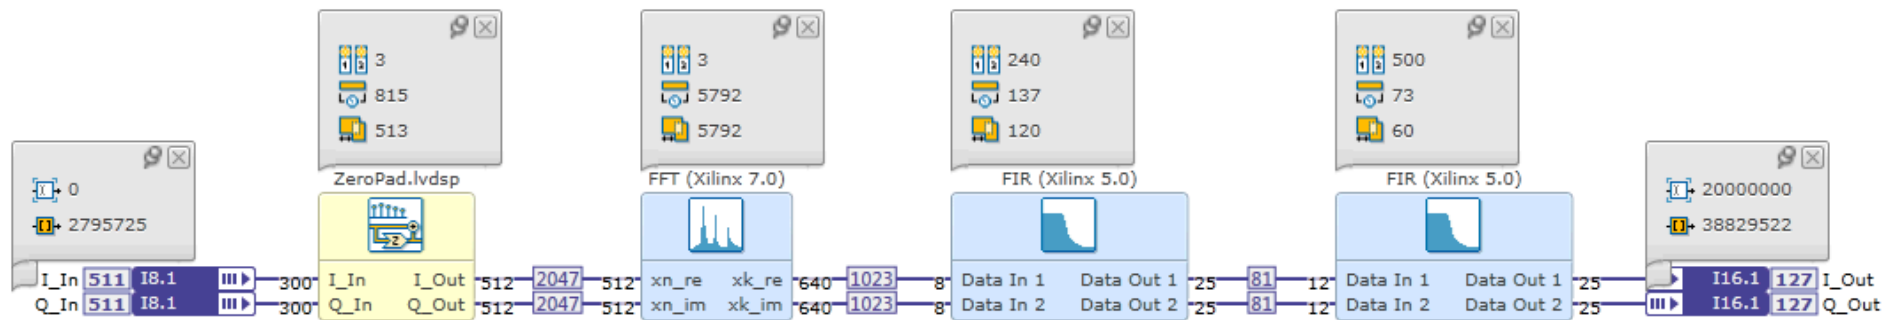 3
815
513
3
5792
5792
240
137
120
500
73
60
0
2795725
20000000
38829522
ZeroPad.lvdsp
FFT (Xilinx 7.0)
FIR (Xilinx 5.0)
FIR (Xilinx 5.0)
I_In 511 I8.1 300 I_In I_Out 512 2047 512 xn_re xk_re 640 1023 8 Data In 1 Data Out 1 25 81 12 Data In 1 Data Out 1 25 I16.1 127 I_Out
Q_In 511 I8.1 300 Q_In Q_Out 512 2047 512 xn_im xk_im 640 1023 8 Data In 2 Data Out 2 25 81 12 Data In 2 Data Out 2 25 I16.1 127 Q_Out